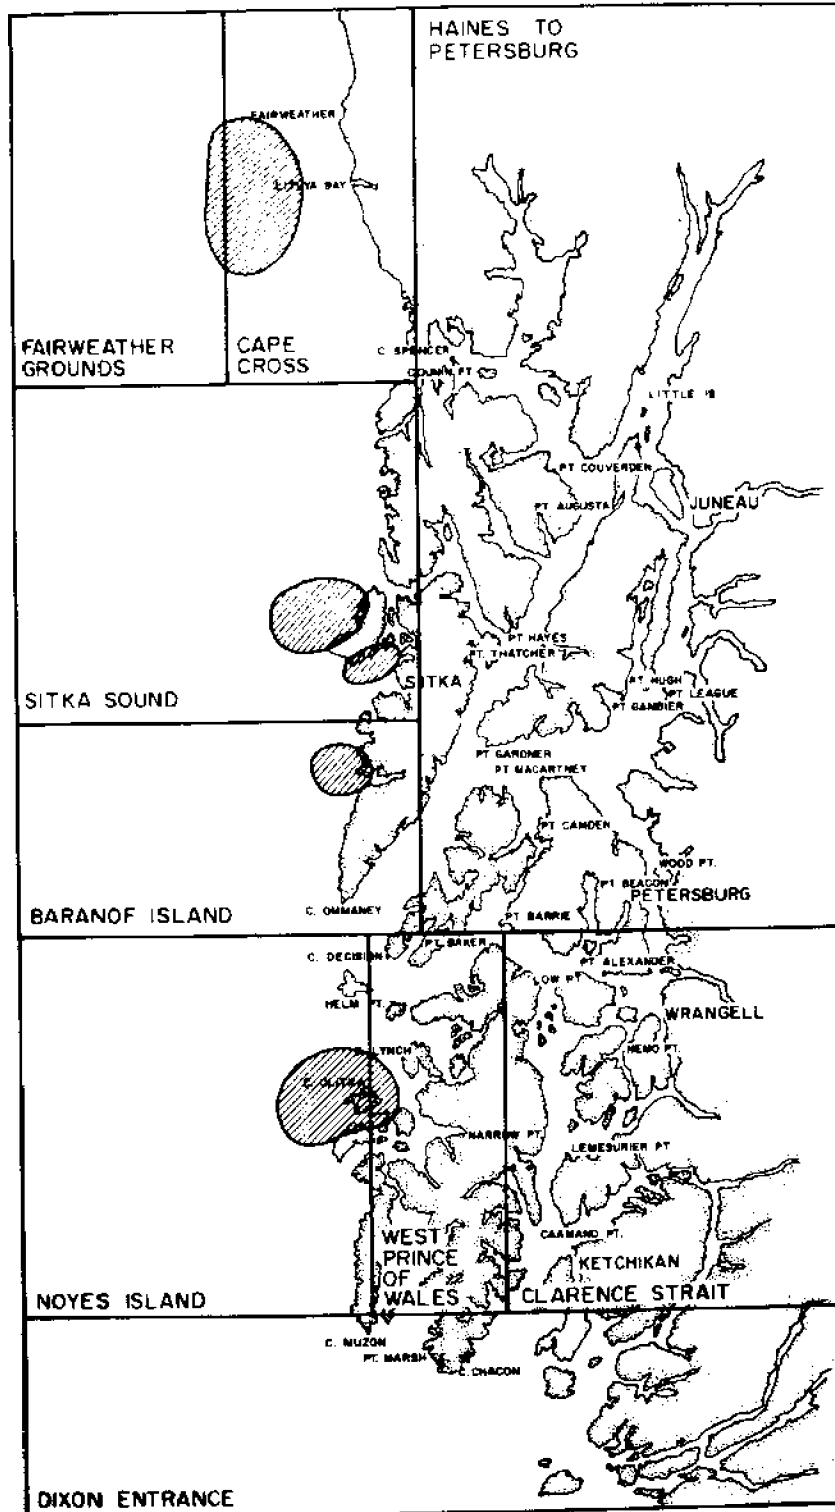 HAINES TO
PETERSBURG
FAIRWEATHER
LITUYA BAY
FAIRWEATHER
GROUNDS
CAPE
CROSS
C. SPENCER
LITTLE IS
PT COUVERDEN
PT AUGUSTA
JUNEAU
PT HAYES
PT. THATCHER
SITKA
PT HUGH
PT LEAGUE
PT GAMBIER
SITKA SOUND
PT GARDNER
PT MACARTNEY
PT CAMDEN
WOOD PT.
PT BEACON
PETERSBURG
C. OMMANEY
PT BARRIE
BARANOF ISLAND
PT. BAKER
C. DECISION
PT ALEXANDER
LOW PT
HELM PT.
WRANGELL
LYNCH
NEMO PT.
NARROW PT.
LEMESURIER PT
CAAMANO PT.
WEST
PRINCE
OF
WALES
KETCHIKAN
NOYES ISLAND
CLARENCE STRAIT
C. MUZON
PT. MARSH
C. CHACON
DIXON ENTRANCE